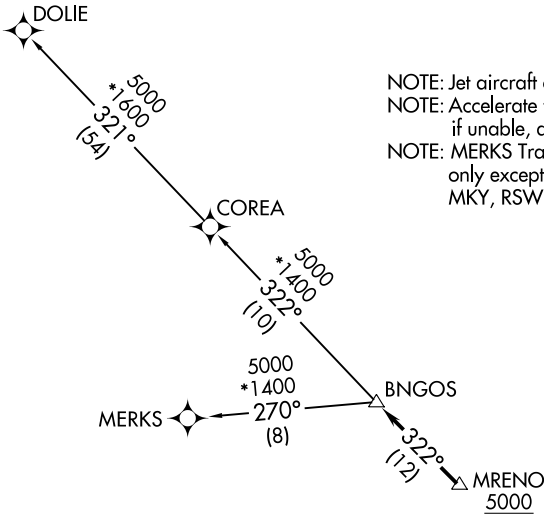 DOLIE
5000
*1600
321°
(54)
NOTE: Jet aircraft
NOTE: Accelerate
if unable,
NOTE: MERKS
only except
MKY, RSW
COREA
5000
*1400
322°
(10)
5000
*1400
270°
(8)
BNGOS
MERKS
322°
(12)
MRENO
5000